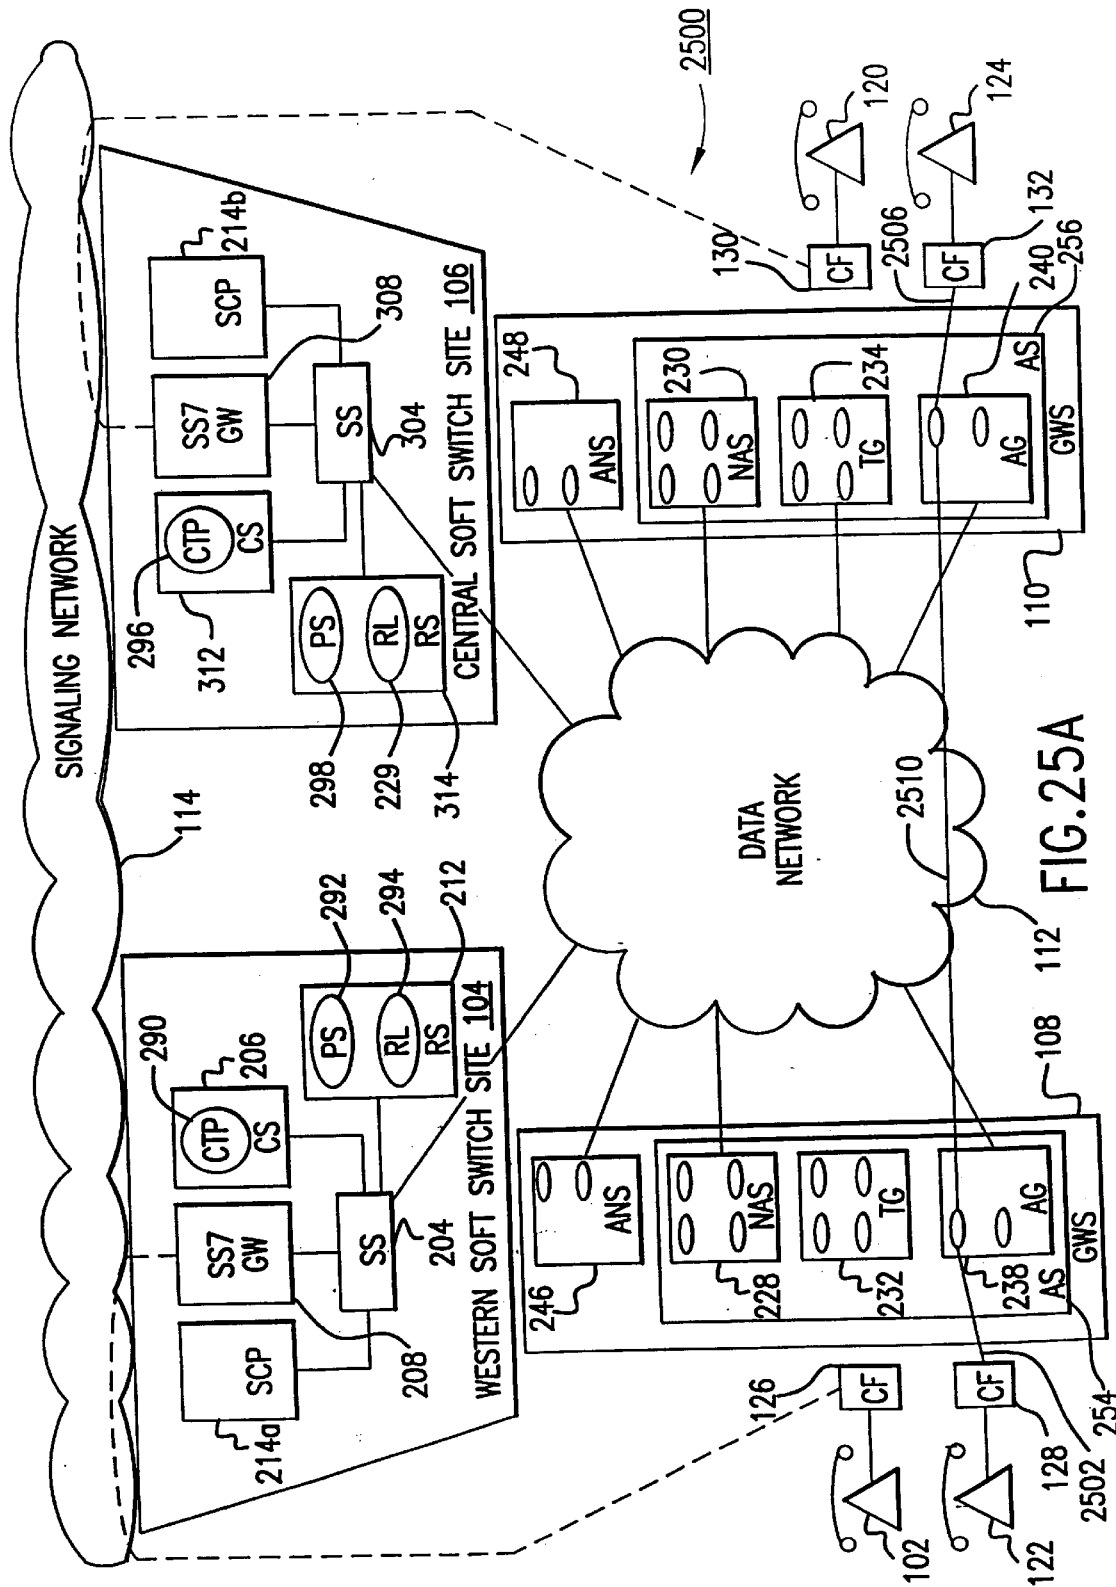 SIGNALING NETWORK
114
2500
SCP
214a
SS7
GW
208
290
CTP
CS
206
SS
204
PS
RL
RS
292
294
212
WESTERN SOFT SWITCH SITE 104
296
CTP
CS
312
SS7
GW
308
SCP
214b
SS
304
PS
RL
RS
298
229
314
CENTRAL SOFT SWITCH SITE 106
DATA
NETWORK
112
2510
ANS
246
NAS
228
TG
232
AG
238
AS
254
GWS
108
ANS
248
NAS
230
TG
234
AG
240
AS
256
GWS
110
102
CF
126
122
CF
128
2502
CF
130
120
CF
132
124
2506
FIG.25A